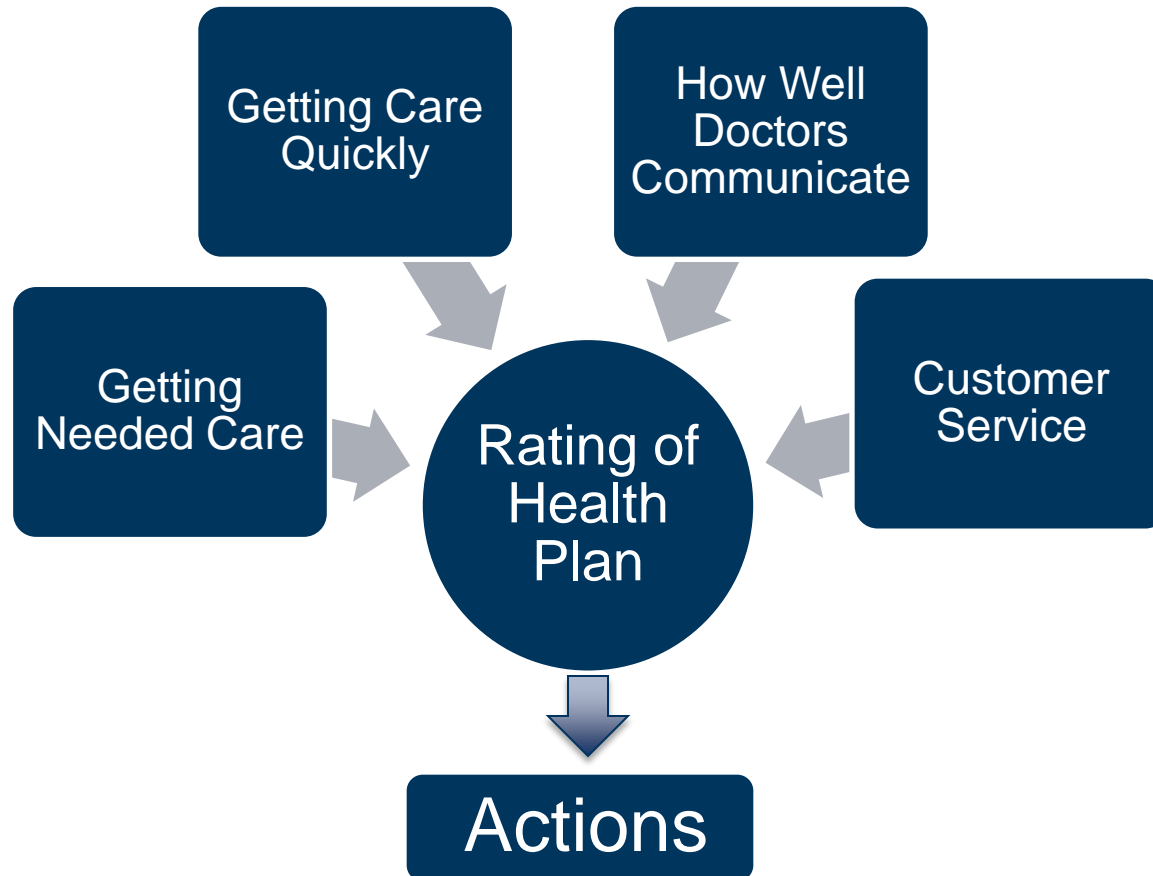 Getting Care
Quickly
How Well
Doctors
Communicate
Getting
Needed Care
Customer
Service
Rating of
Health
Plan
Actions